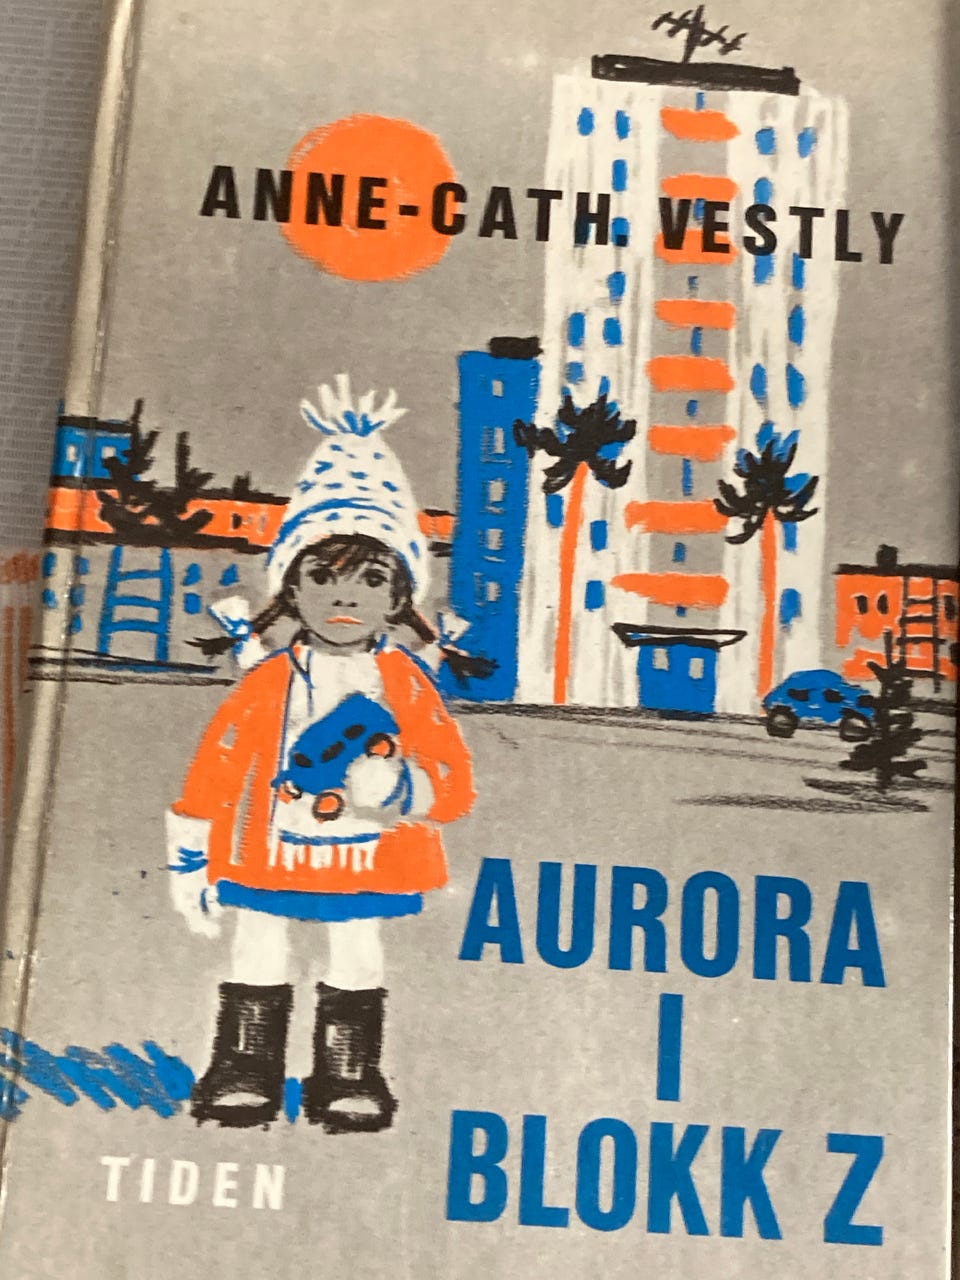 ANNE-CATH. VESTLY
AURORA
I
BLOKK Z
TIDEN